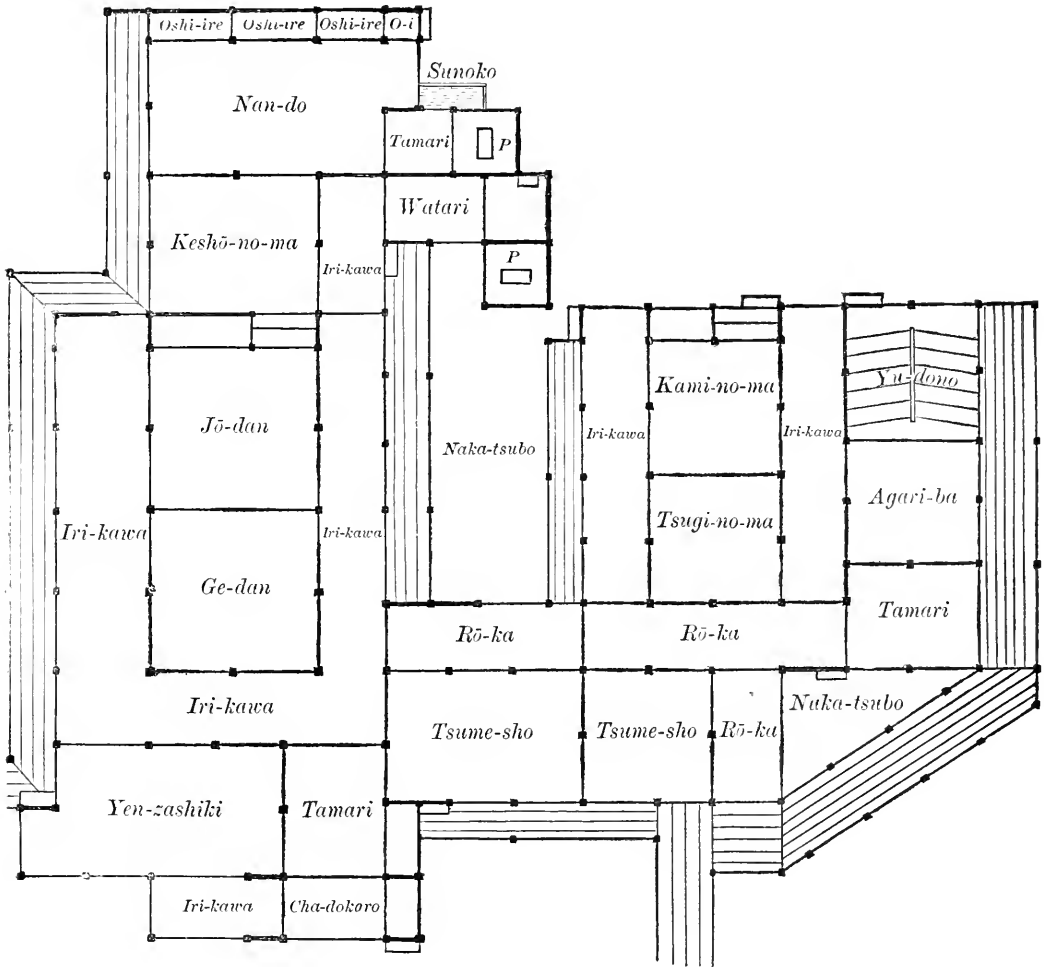 Oshi-ire Oshi-ire Oshi-ire O-i
Sunoko
Nan-do
Tamari P
Watari
Keshō-no-ma
P
Iri-kawa
Kami-no-ma
Yu-dono
Jō-dan
Iri-kawa
Iri-kawa
Naka-tsubo
Agari-ba
Tsugi-no-ma
Iri-kawa
Iri-kawa
Ge-dan
Tamari
Rō-ka
Rō-ka
Iri-kawa
Naka-tsubo
Tsume-sho
Tsume-sho
Rō-ka
Yen-zashiki
Tamari
Iri-kawa
Cha-dokoro